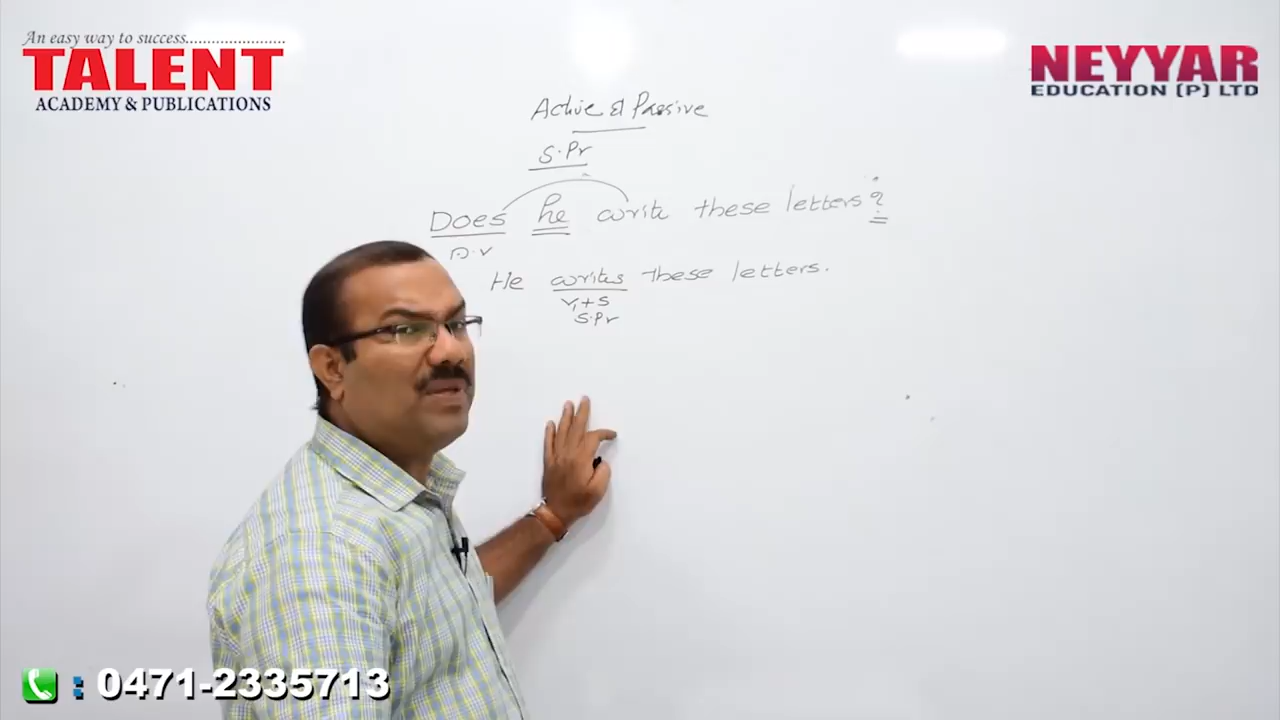 An easy way to success........................
TALENT
ACADEMY & PUBLICATIONS
NEYYAR
EDUCATION (P) LTD
Active & Passive
S.Pr
Does he write these letters?
D.V
He writes these letters.
V1+S
S.Pr
: 0471-2335713